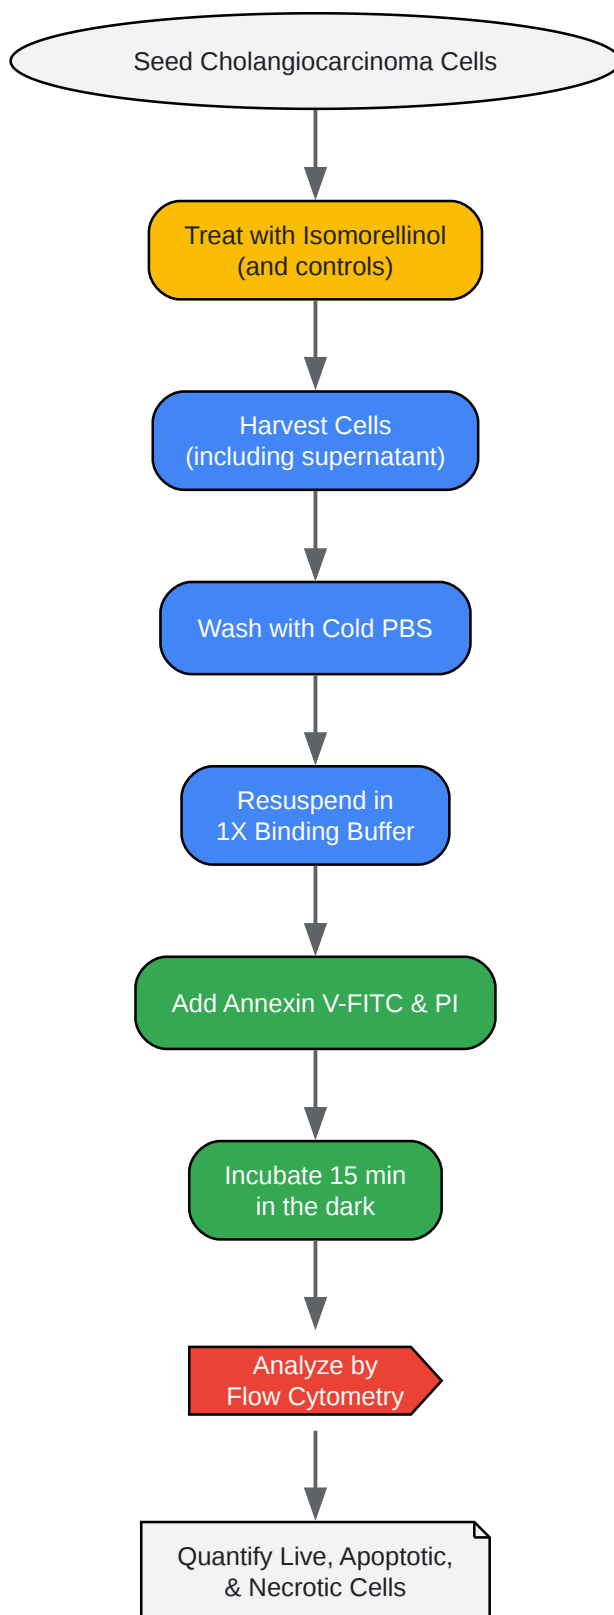 Seed Cholangiocarcinoma Cells
Treat with Isomorellinol
(and controls)
Harvest Cells
(including supernatant)
Wash with Cold PBS
Resuspend in
1X Binding Buffer
Add Annexin V-FITC & PI
Incubate 15 min
in the dark
Analyze by
Flow Cytometry
Quantify Live, Apoptotic,
& Necrotic Cells